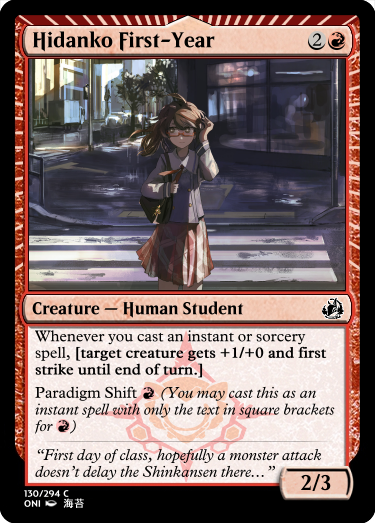 Hidanko First-Year 2
Creature — Human Student
Whenever you cast an instant or sorcery
spell, [target creature gets +1/+0 and first
strike until end of turn.]
Paradigm Shift (You may cast this as
an instant spell with only the text in square brackets
for )
“First day of class, hopefully a monster attack
doesn’t delay the Shinkansen there…”
2/3
130/294 C
ONI 海苔